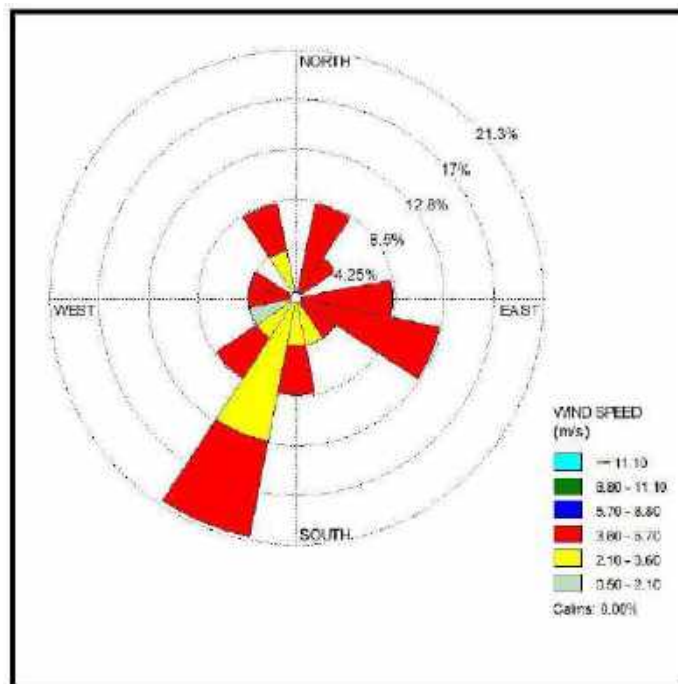 NORTH
21.3%
17%
12.8%
8.5%
4.25%
WEST
EAST
SOUTH
WIND SPEED
(m/s)
11.10
8.80 - 11.10
5.70 - 8.80
3.60 - 5.70
2.10 - 3.60
0.50 - 2.10
Calms: 0.00%